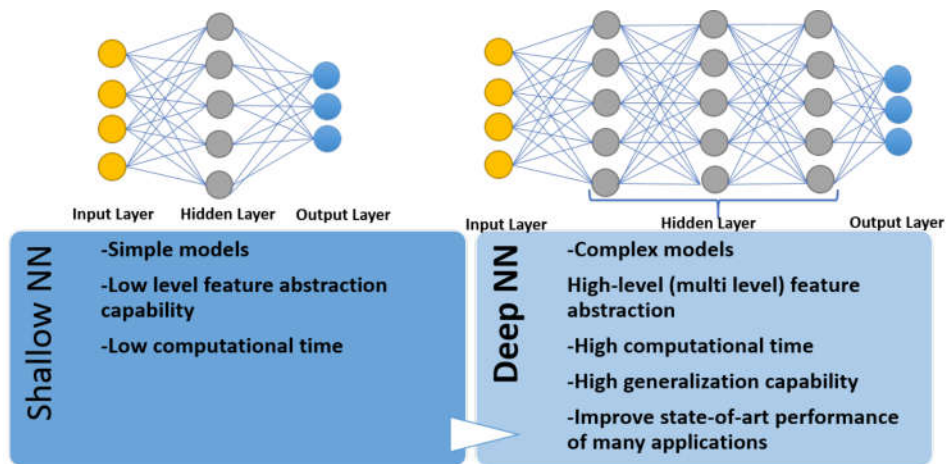 Input Layer Hidden Layer Output Layer
Input Layer Hidden Layer Output Layer
Shallow NN
-Simple models
-Low level feature abstraction
capability
-Low computational time
Deep NN
-Complex models
High-level (multi level) feature
abstraction
-High computational time
-High generalization capability
-Improve state-of-art performance
of many applications